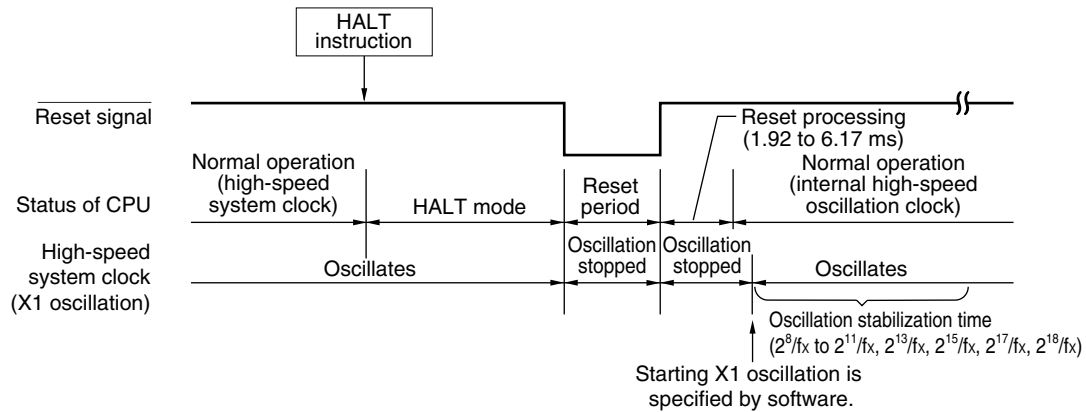 HALT
instruction
Reset signal
Reset processing
(1.92 to 6.17 ms)
Normal operation
(high-speed
system clock)
Reset
period
Normal operation
(internal high-speed
oscillation clock)
Status of CPU
HALT mode
High-speed
system clock
(X1 oscillation)
Oscillates
Oscillation
stopped
Oscillation
stopped
Oscillates
Oscillation stabilization time
(2⁸/fx to 2¹¹/fx, 2¹³/fx, 2¹⁵/fx, 2¹⁷/fx, 2¹⁸/fx)
Starting X1 oscillation is
specified by software.